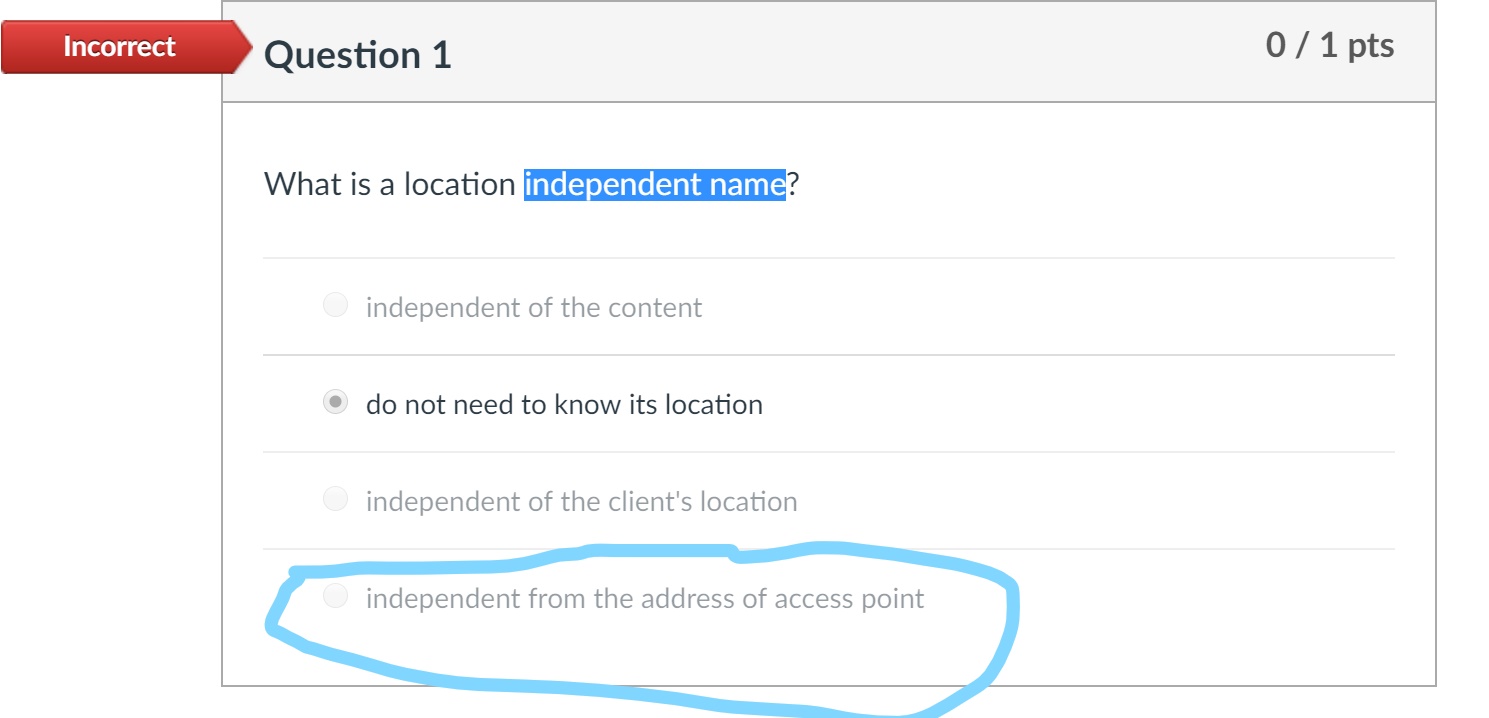 Incorrect
Question 1
0 / 1 pts
What is a location independent name?
independent of the content
do not need to know its location
independent of the client's location
independent from the address of access point